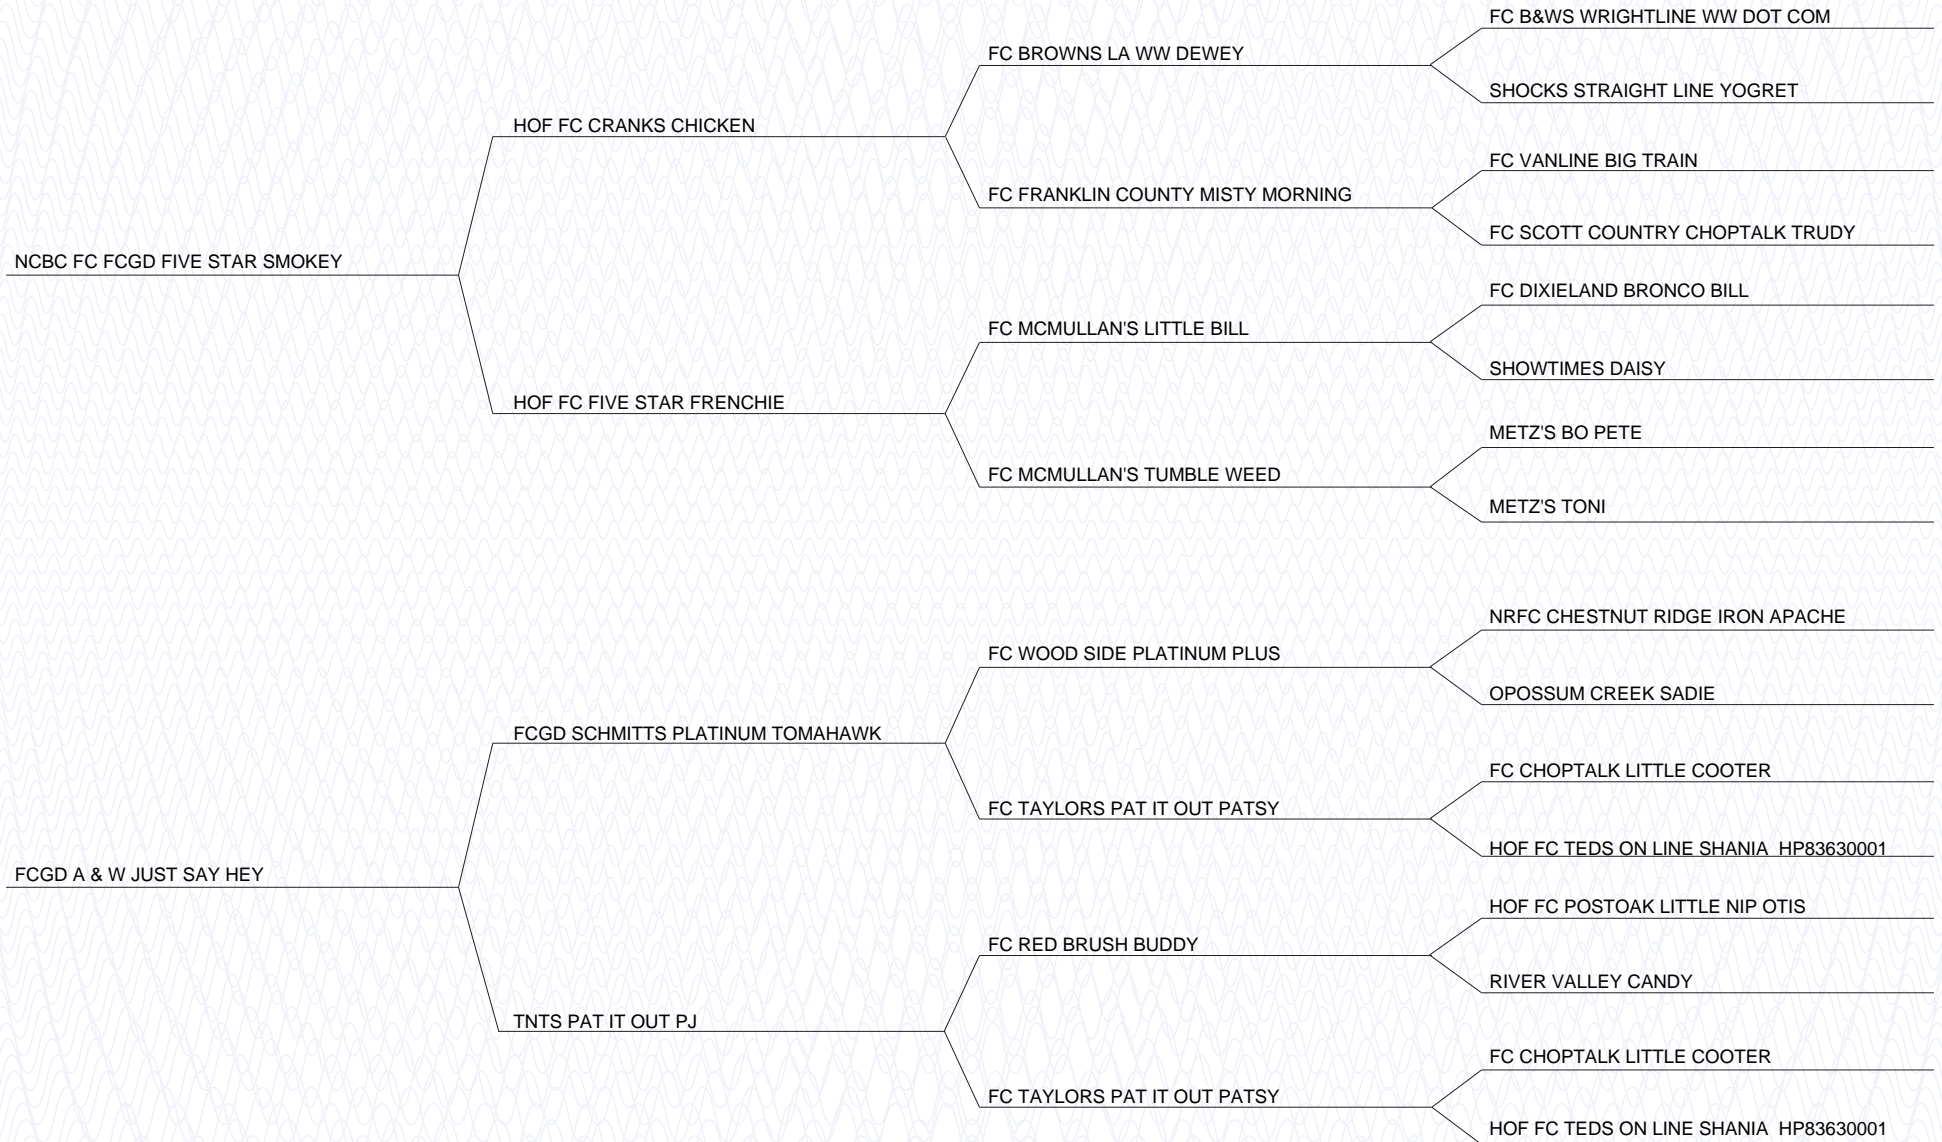 FC B&WS WRIGHTLINE WW DOT COM
FC BROWNS LA WW DEWEY
SHOCKS STRAIGHT LINE YOGRET
HOF FC CRANKS CHICKEN
FC VANLINE BIG TRAIN
FC FRANKLIN COUNTY MISTY MORNING
FC SCOTT COUNTRY CHOPTALK TRUDY
NCBC FC FCGD FIVE STAR SMOKEY
FC DIXIELAND BRONCO BILL
FC MCMULLAN'S LITTLE BILL
SHOWTIMES DAISY
HOF FC FIVE STAR FRENCHIE
METZ'S BO PETE
FC MCMULLAN'S TUMBLE WEED
METZ'S TONI
NRFC CHESTNUT RIDGE IRON APACHE
FC WOOD SIDE PLATINUM PLUS
OPOSSUM CREEK SADIE
FCGD SCHMITTS PLATINUM TOMAHAWK
FC CHOPTALK LITTLE COOTER
FC TAYLORS PAT IT OUT PATSY
HOF FC TEDS ON LINE SHANIA  HP83630001
FCGD A & W JUST SAY HEY
HOF FC POSTOAK LITTLE NIP OTIS
FC RED BRUSH BUDDY
RIVER VALLEY CANDY
TNTS PAT IT OUT PJ
FC CHOPTALK LITTLE COOTER
FC TAYLORS PAT IT OUT PATSY
HOF FC TEDS ON LINE SHANIA  HP83630001